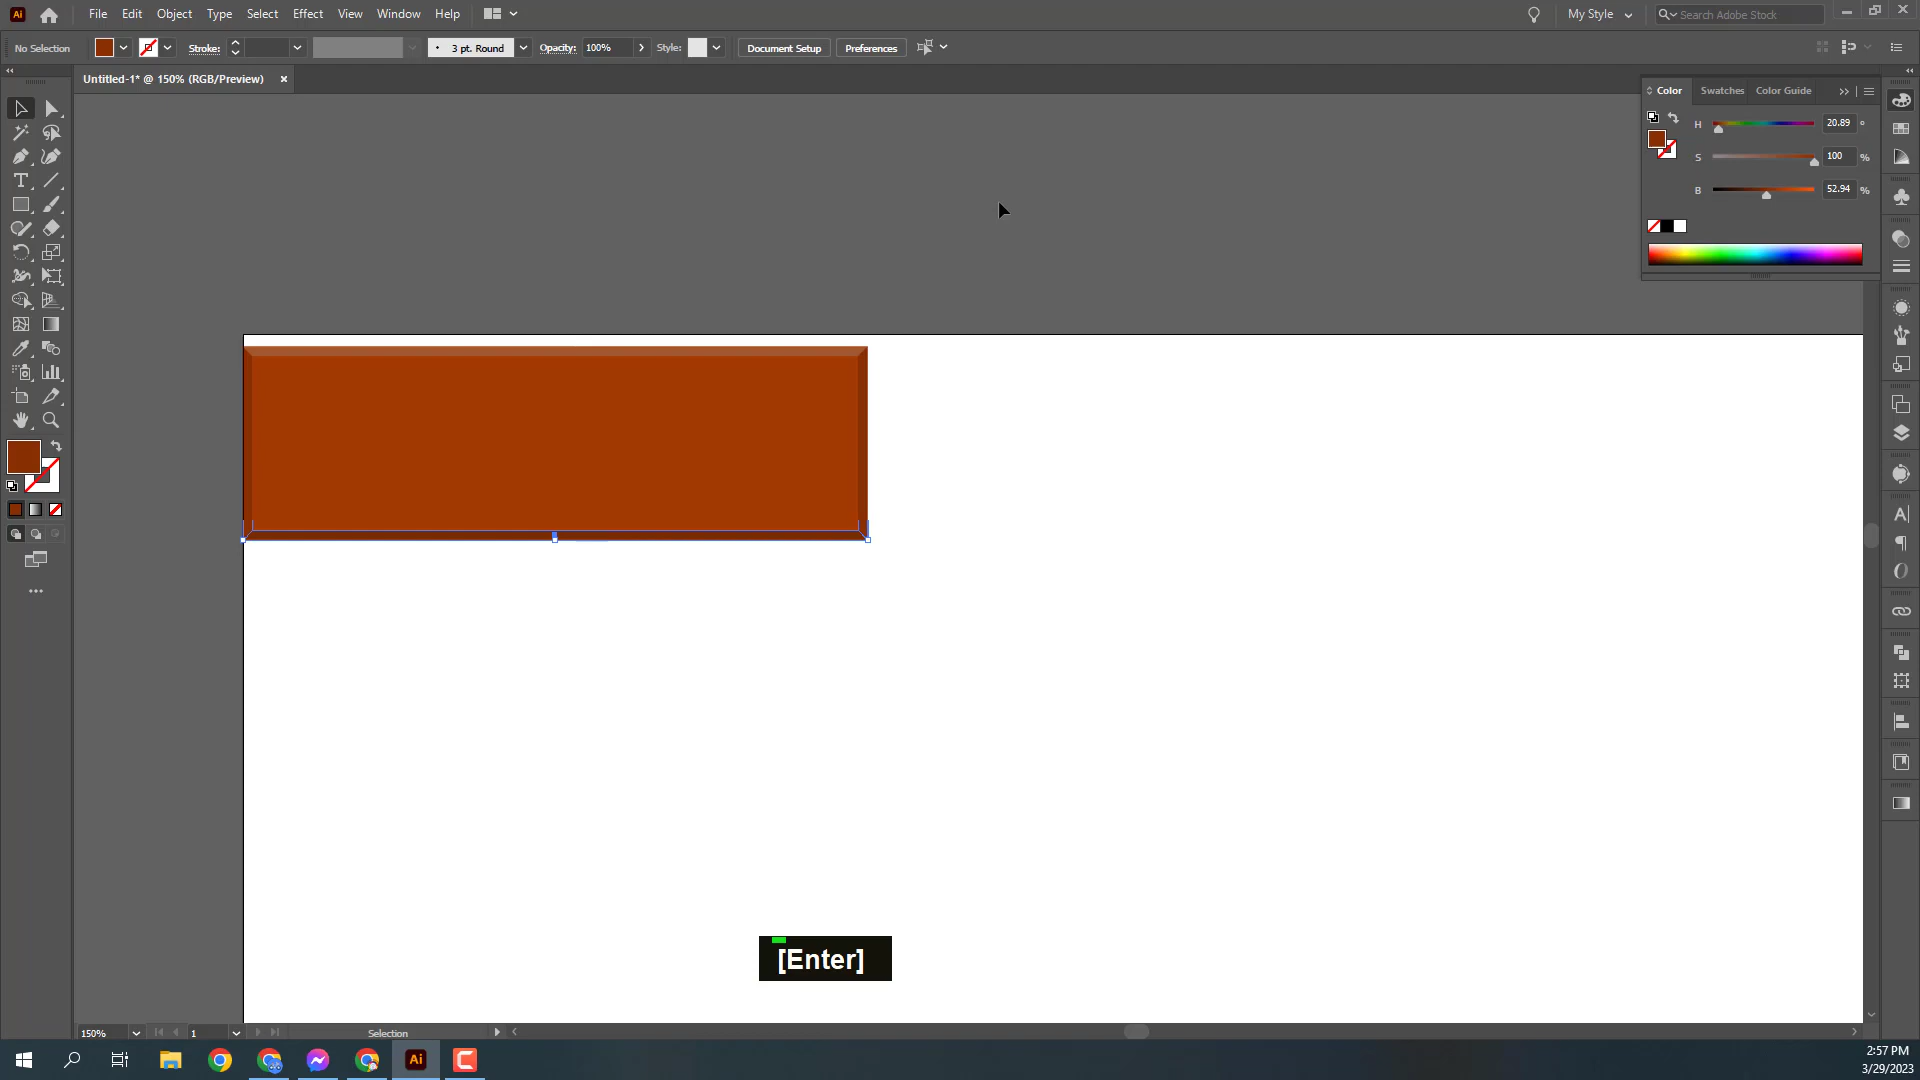 Ai File Edit Object Type Select Effect View Window Help My Style Search Adobe Stock
No Selection Stroke: 3 pt. Round Opacity: 100% Style: Document Setup Preferences
Untitled-1* @ 150% (RGB/Preview)
Color Swatches Color Guide
H 20.89 °
S 100 %
B 52.94 %
[Enter]
150% 1 Selection
Ai
2:57 PM
3/29/2023